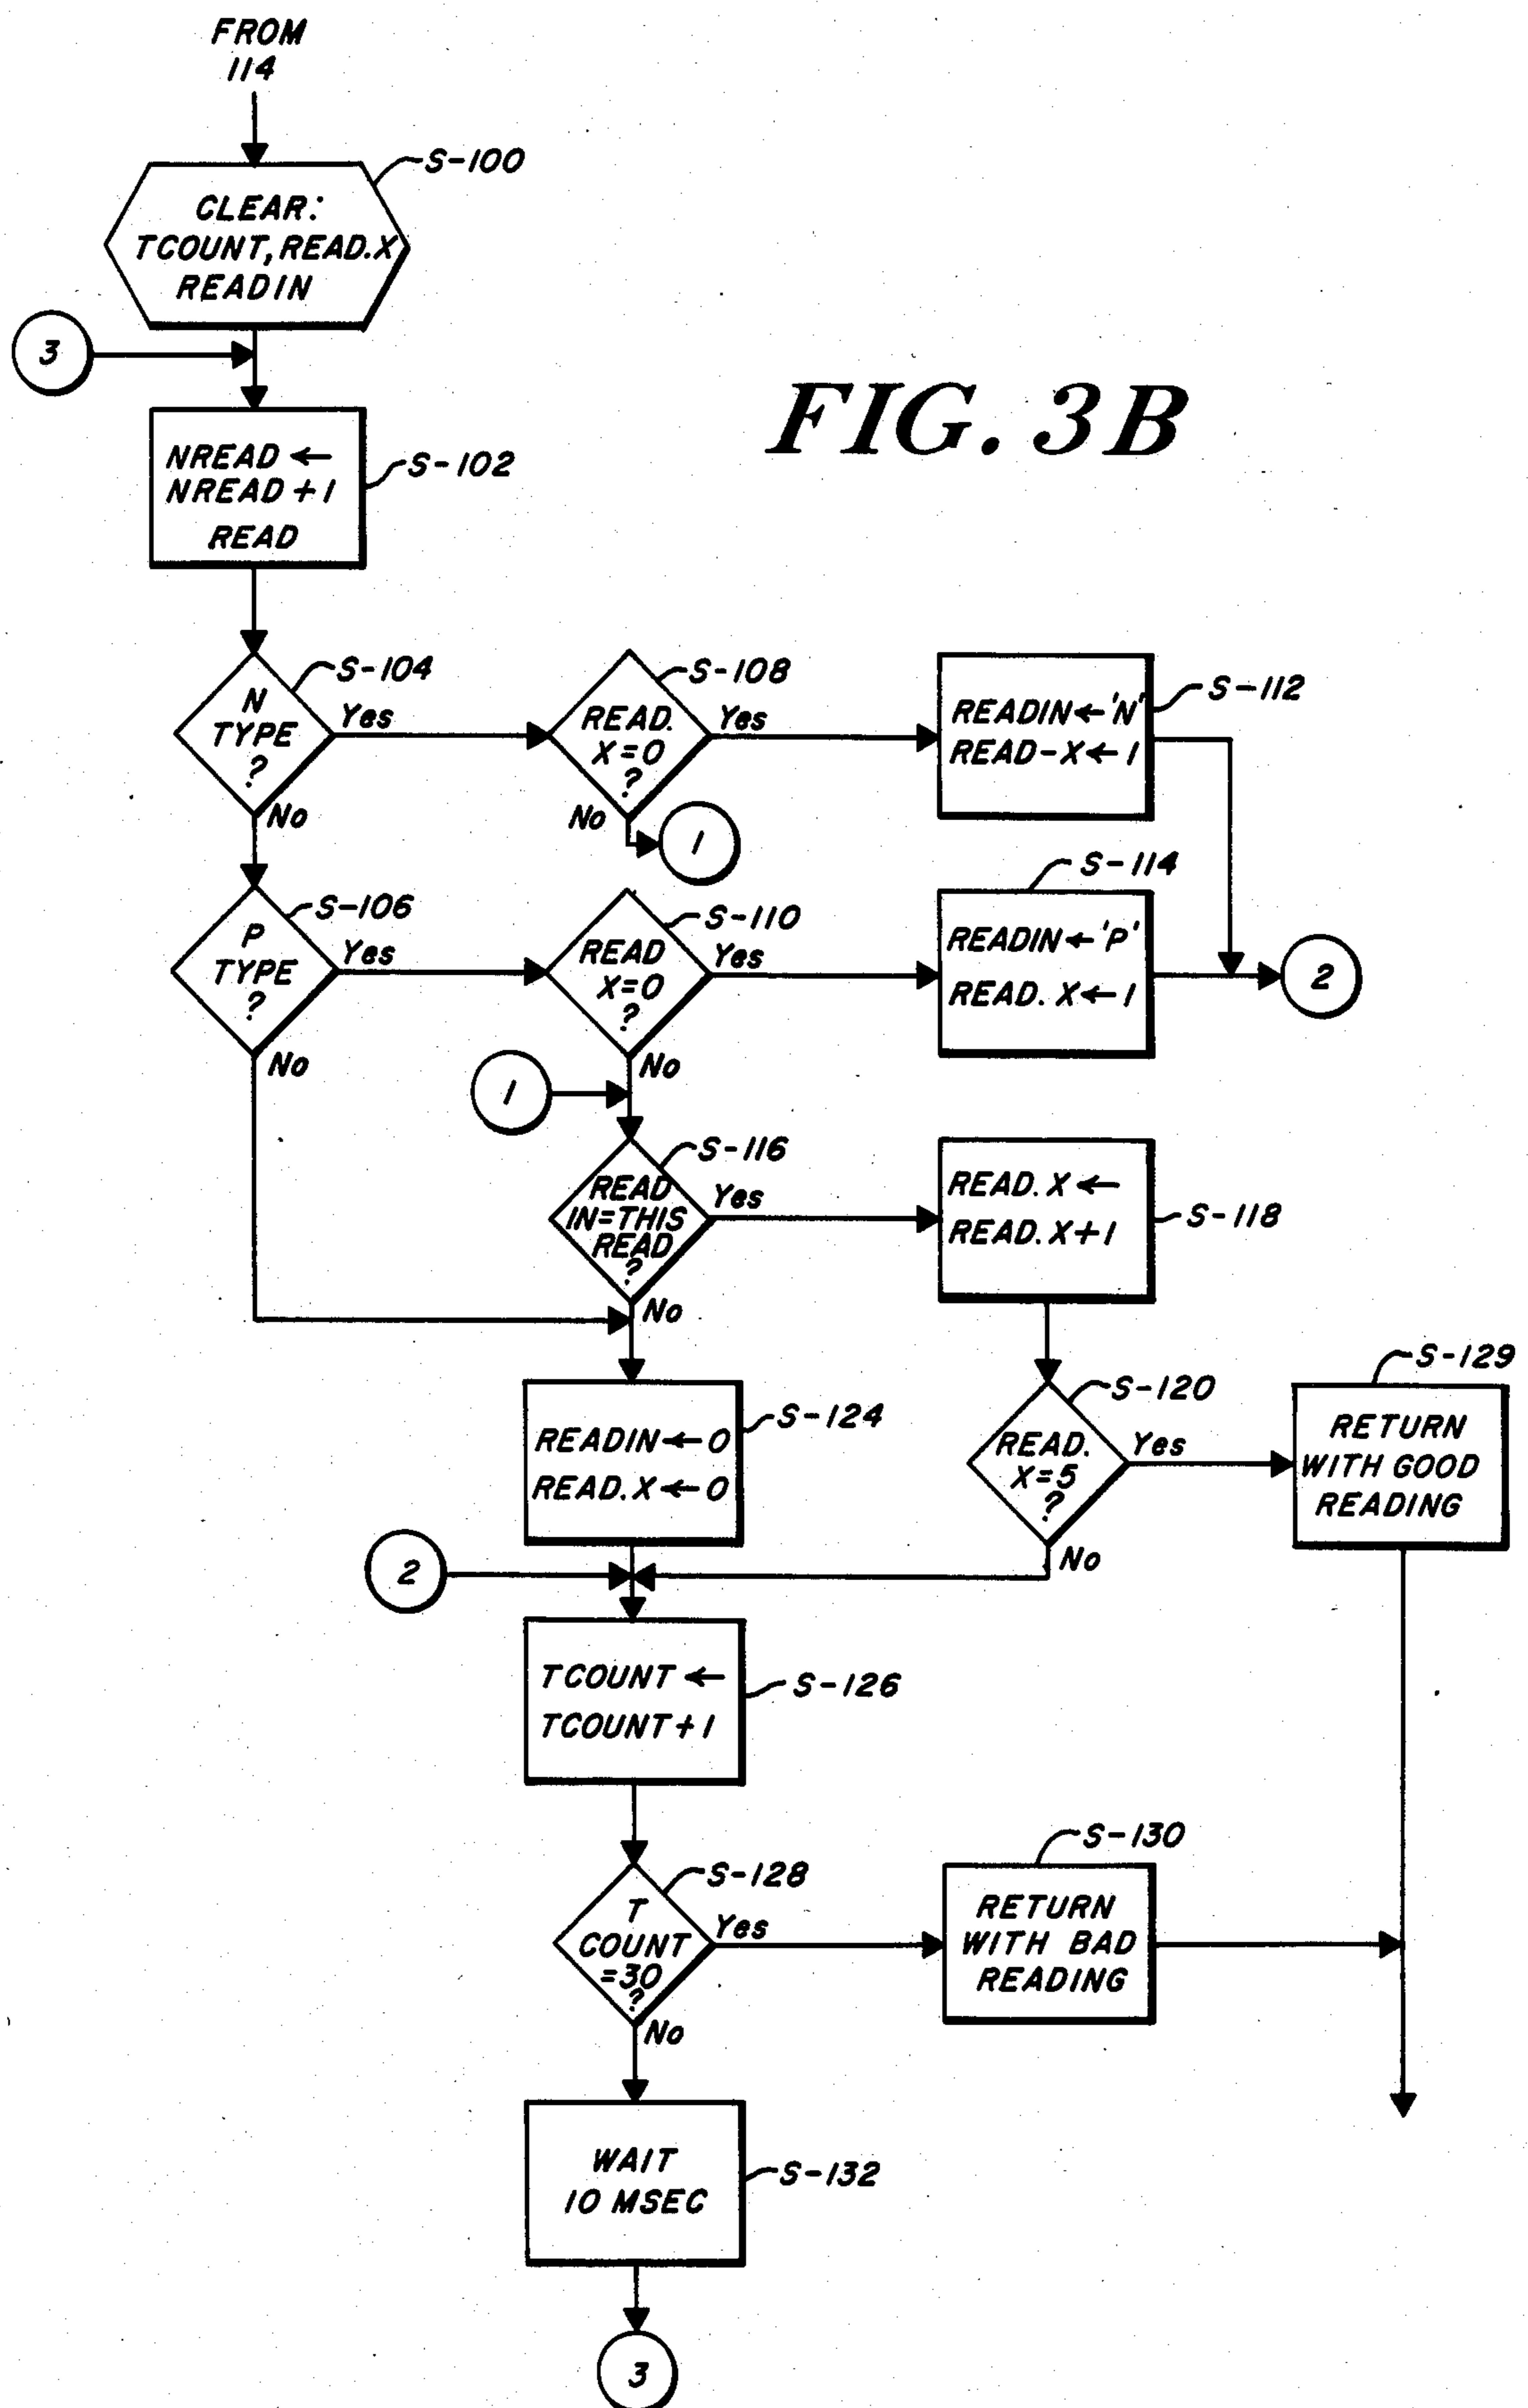 FROM
114
S-100
CLEAR:
TCOUNT, READ.X
READIN
3
FIG. 3B
NREAD ←
NREAD + 1
READ
S-102
N
TYPE
?
S-104
Yes
No
READ.
X=0
?
S-108
Yes
No
1
READIN ← 'N'
READ-X ← 1
S-112
P
TYPE
?
S-106
Yes
No
READ
X=0
?
S-110
Yes
No
S-114
READIN ← 'P'
READ. X ← 1
2
1
READ
IN=THIS
READ
?
S-116
Yes
No
READ. X ←
READ. X+1
S-118
READIN ← 0
READ.X ← 0
S-124
READ.
X=5
?
S-120
Yes
No
S-129
RETURN
WITH GOOD
READING
2
TCOUNT ←
TCOUNT + 1
S-126
T
COUNT
=30
?
S-128
Yes
No
S-130
RETURN
WITH BAD
READING
WAIT
10 MSEC
S-132
3